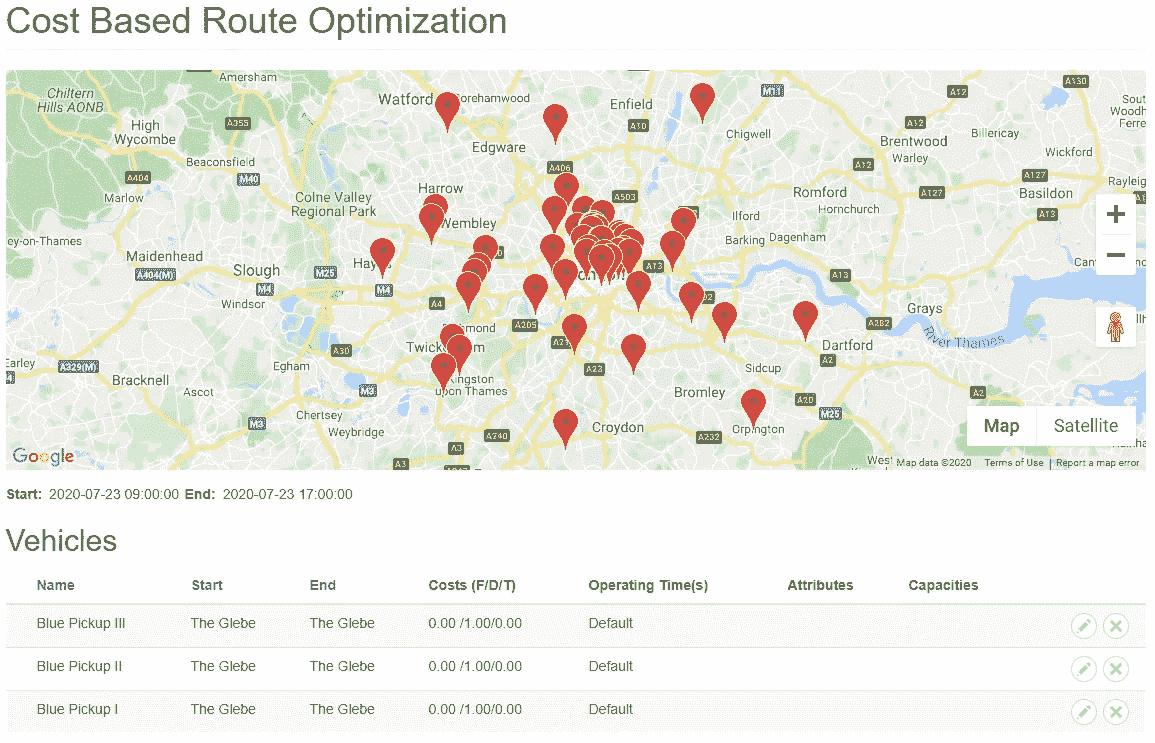 Cost Based Route Optimization
Amersham
Chiltern
Hills AONB
Watford
Borehamwood
Enfield
M11
A12
A130
South
Woodh
Ferre
High
Wycombe
A355
A10
Chigwell
A12
Brentwood
Billericay
Edgware
Warley
Wickford
Beaconsfield
A406
A12
A404
M40
Harrow
A127
Rayleig
Marlow
Colne Valley
Regional Park
A503
Romford
A127
Basildon
A13
Hornchurch
Wembley
Ilford
A13
ey-on-Thames
Barking
Dagenham
Maidenhead
Hay
A13
Slough
M25
A404(M)
A13
M4
M4
Windsor
A4
Grays
A205
A282
River Thames
Twick
A30
Dartford
Earley
A329(M)
Egham
A23
A2
Bracknell
Sidcup
Ascot
M3
Kingston
upon Thames
Bromley
A2
A20
M25
Chertsey
M3
Weybridge
A240
Croydon
A232
Orpington
A3
A3
Map
Satellite
Google
West
Map data ©2020
Terms of Use
Report a map error
Start: 2020-07-23 09:00:00 End: 2020-07-23 17:00:00
Vehicles
Name Start End Costs (F/D/T) Operating Time(s) Attributes Capacities
Blue Pickup III The Glebe The Glebe 0.00 /1.00/0.00 Default
Blue Pickup II The Glebe The Glebe 0.00 /1.00/0.00 Default
Blue Pickup I The Glebe The Glebe 0.00 /1.00/0.00 Default